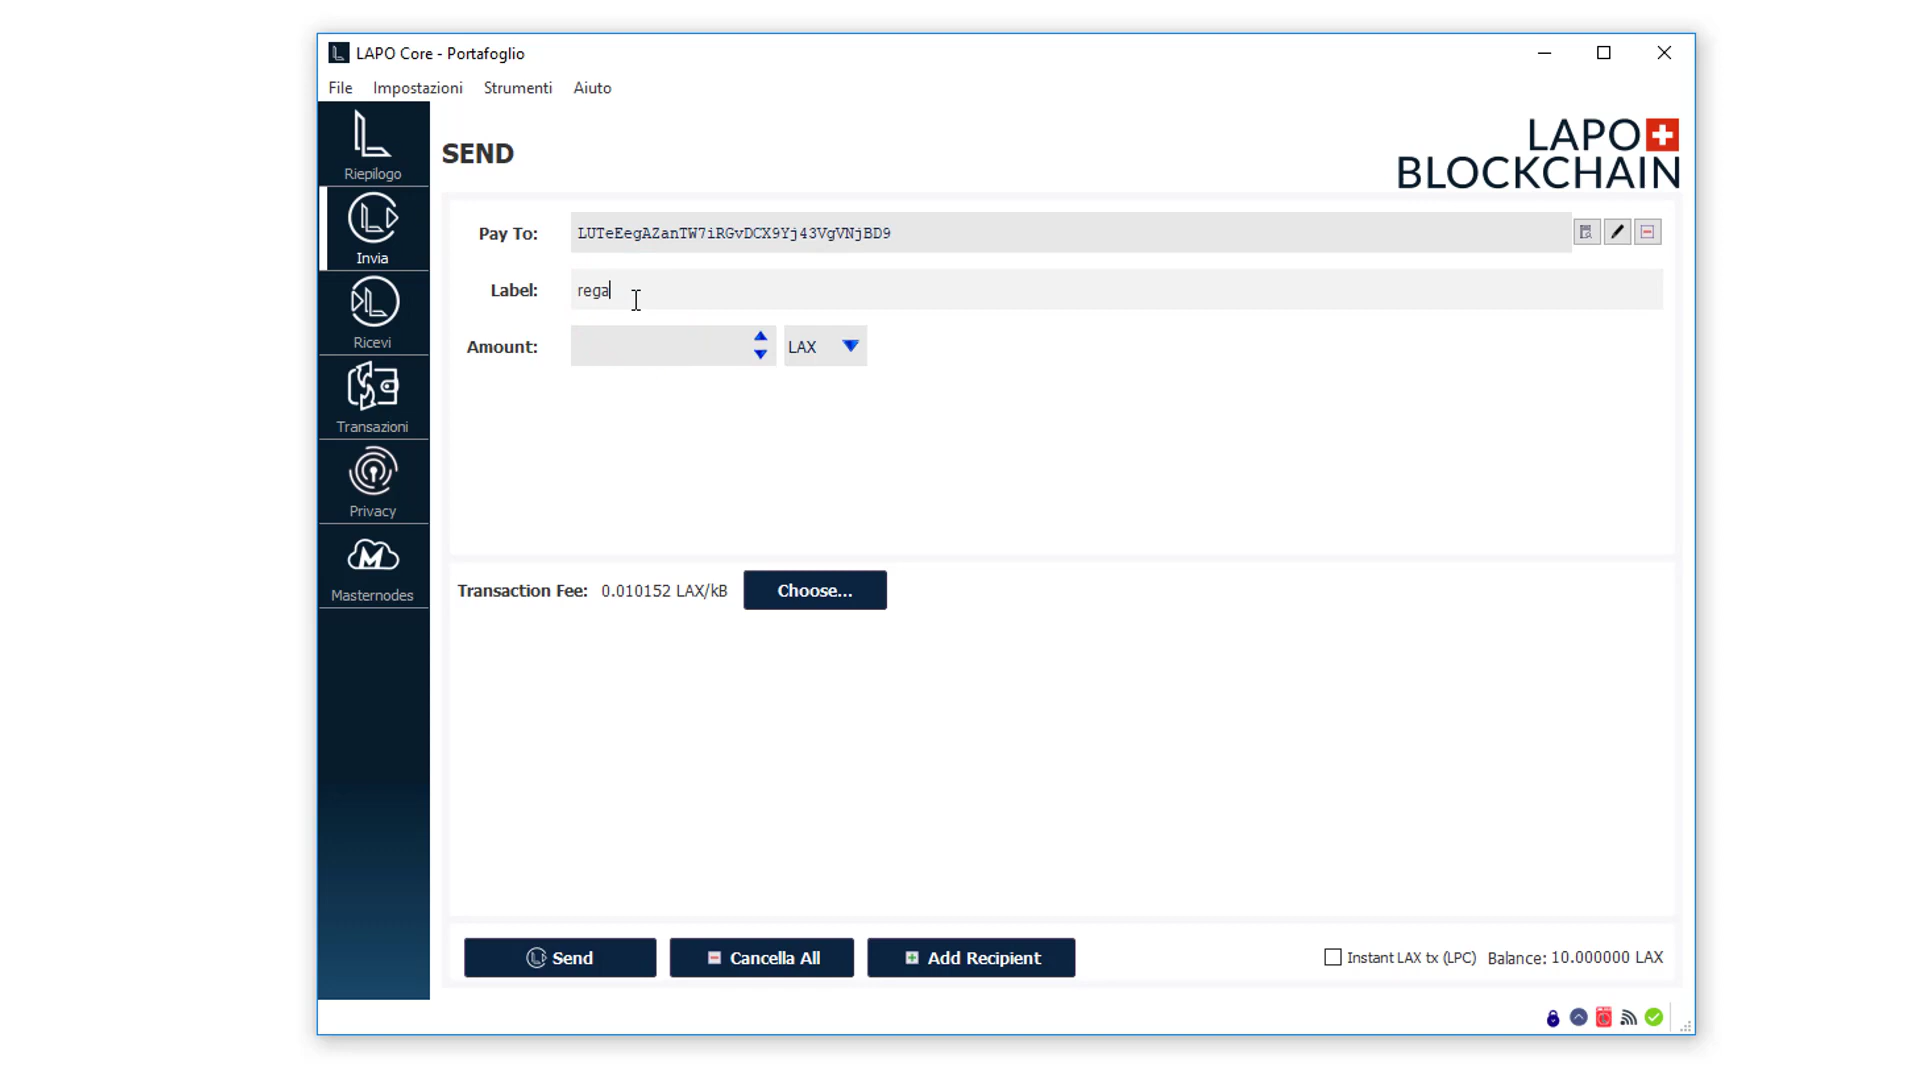 LAPO Core - Portafoglio
File Impostazioni Strumenti Aiuto
Riepilogo
Invia
Ricevi
Transazioni
Privacy
Masternodes
SEND
LAPO
BLOCKCHAIN
Pay To: LUTeEegAZanTW7iRGvDCX9Yj43VgVNjBD9
Label: rega
Amount: LAX
Transaction Fee: 0.010152 LAX/kB Choose...
Send Cancella All Add Recipient Instant LAX tx (LPC) Balance: 10.000000 LAX